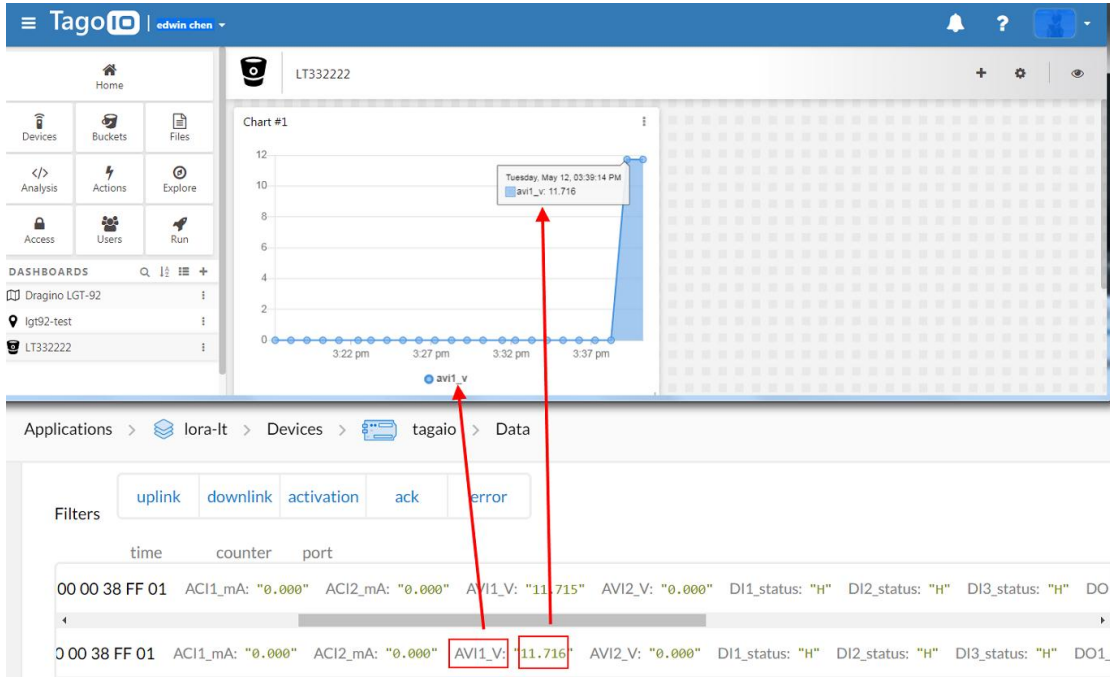 TagoIO | edwin chen
Home
LT332222
Devices Buckets Files
Analysis Actions Explore
Access Users Run
DASHBOARDS
Dragino LGT-92
lgt92-test
LT332222
Chart #1
12
10
8
6
4
2
0
Tuesday, May 12, 03:39:14 PM
avi1_v: 11.716
3:22 pm 3:27 pm 3:32 pm 3:37 pm
avi1_v
Applications > lora-lt > Devices > tagaio > Data
Filters uplink downlink activation ack error
time counter port
00 00 38 FF 01 ACI1_mA: "0.000" ACI2_mA: "0.000" AVI1_V: "11.715" AVI2_V: "0.000" DI1_status: "H" DI2_status: "H" DI3_status: "H" DO
0 00 38 FF 01 ACI1_mA: "0.000" ACI2_mA: "0.000" AVI1_V: "11.716" AVI2_V: "0.000" DI1_status: "H" DI2_status: "H" DI3_status: "H" DO1_